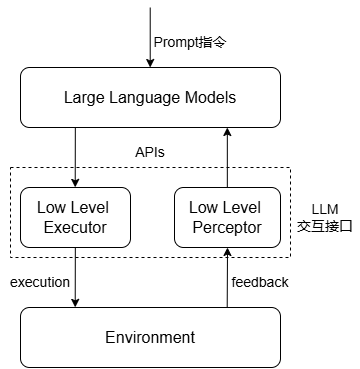 Prompt指令
Large Language Models
APIs
Low Level
Executor
Low Level
Perceptor
LLM
交互接口
execution
feedback
Environment